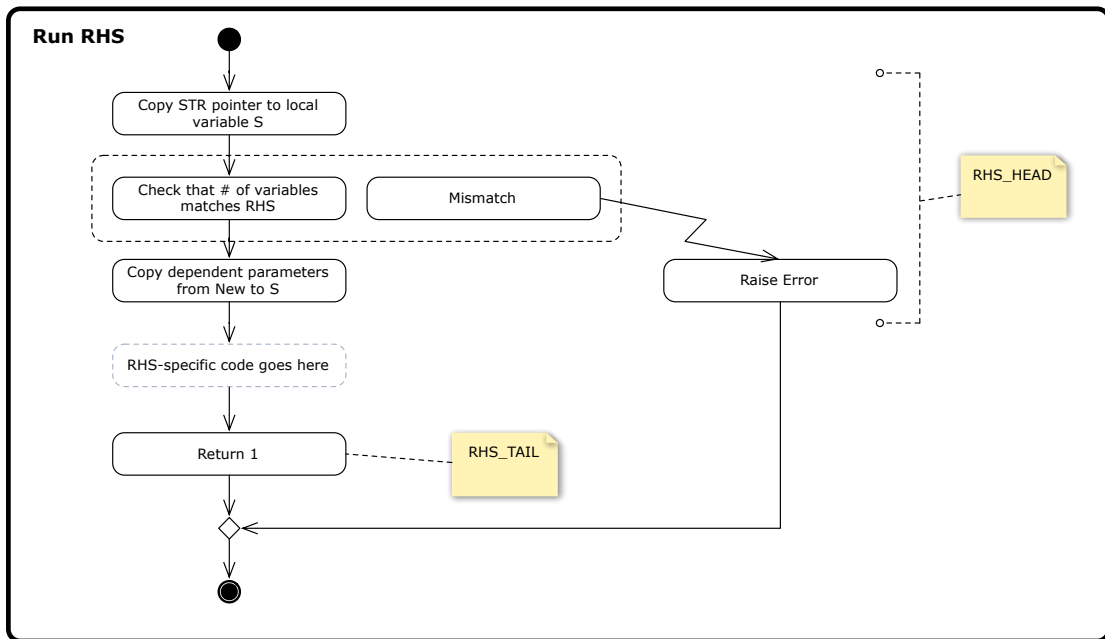 Run RHS
Copy STR pointer to local
variable S
Check that # of variables
matches RHS
Mismatch
RHS_HEAD
Copy dependent parameters
from New to S
Raise Error
RHS-specific code goes here
Return 1
RHS_TAIL